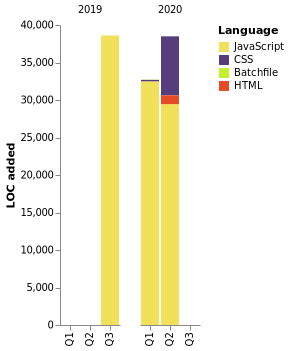 2019 2020
Language
JavaScript
CSS
Batchfile
HTML
LOC added
40,000
35,000
30,000
25,000
20,000
15,000
10,000
5,000
0
Q1 Q2 Q3 Q1 Q2 Q3